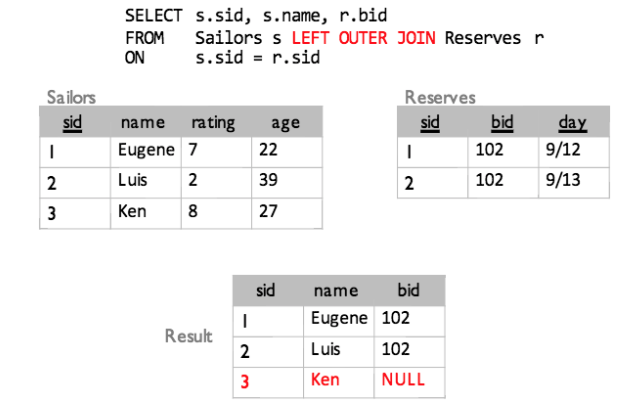 SELECT s.sid, s.name, r.bid
FROM Sailors s LEFT OUTER JOIN Reserves r
ON s.sid = r.sid
Sailors
sid name rating age
1 Eugene 7 22
2 Luis 2 39
3 Ken 8 27
Reserves
sid bid day
1 102 9/12
2 102 9/13
Result
sid name bid
1 Eugene 102
2 Luis 102
3 Ken NULL